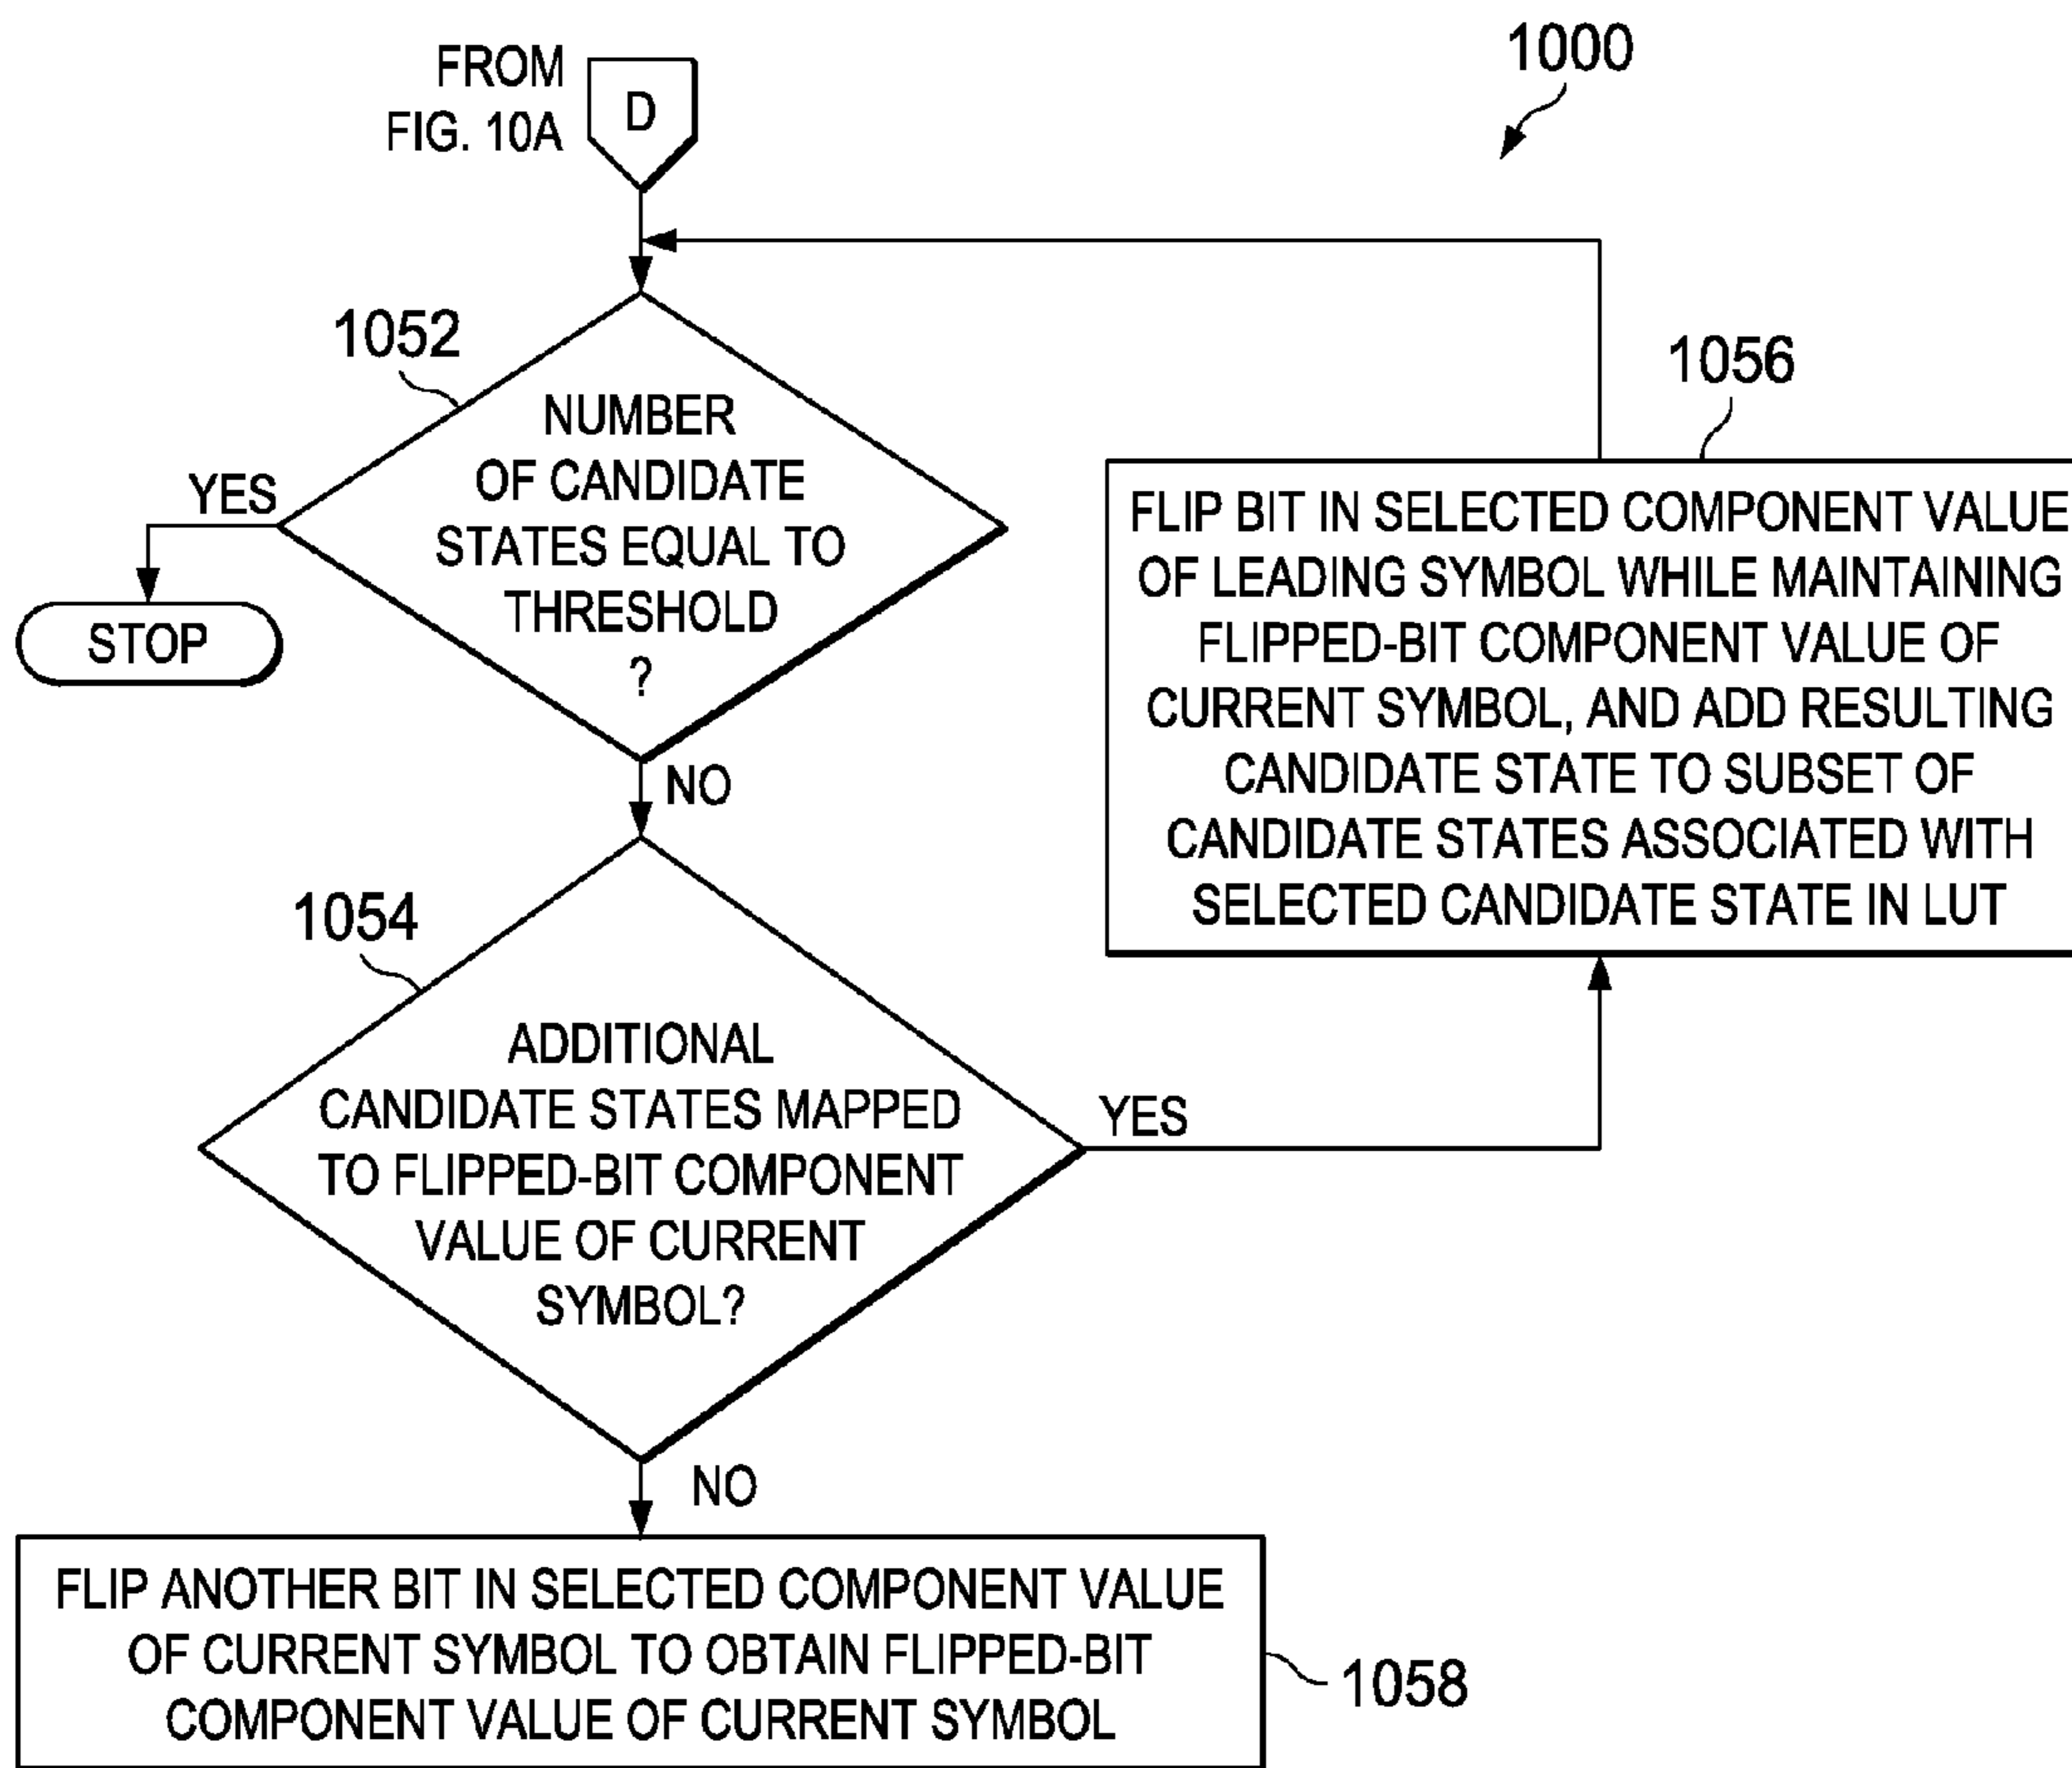 FROM
FIG. 10A
D
1000
1052
NUMBER
OF CANDIDATE
STATES EQUAL TO
THRESHOLD
?
YES
STOP
NO
1056
FLIP BIT IN SELECTED COMPONENT VALUE
OF LEADING SYMBOL WHILE MAINTAINING
FLIPPED-BIT COMPONENT VALUE OF
CURRENT SYMBOL, AND ADD RESULTING
CANDIDATE STATE TO SUBSET OF
CANDIDATE STATES ASSOCIATED WITH
SELECTED CANDIDATE STATE IN LUT
1054
ADDITIONAL
CANDIDATE STATES MAPPED
TO FLIPPED-BIT COMPONENT
VALUE OF CURRENT
SYMBOL?
YES
NO
FLIP ANOTHER BIT IN SELECTED COMPONENT VALUE
OF CURRENT SYMBOL TO OBTAIN FLIPPED-BIT
COMPONENT VALUE OF CURRENT SYMBOL
1058